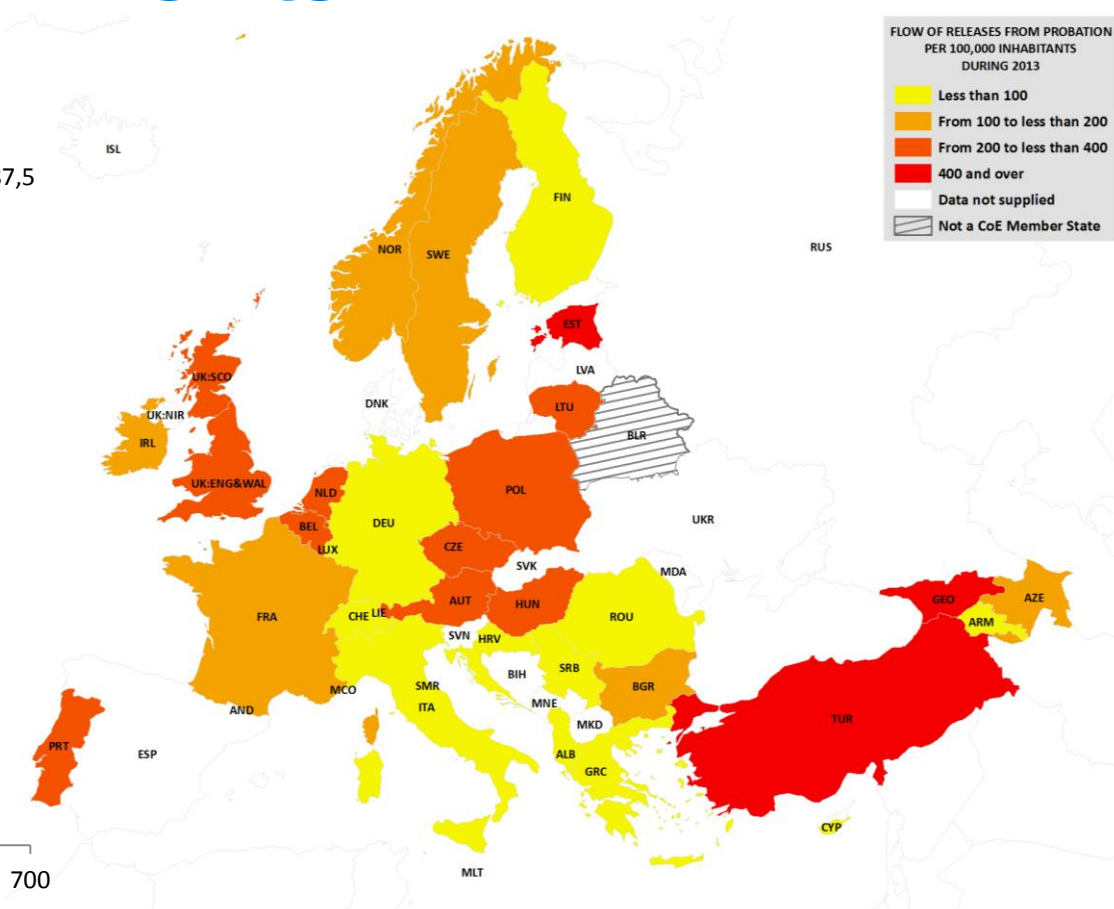 FLOW OF RELEASES FROM PROBATION
PER 100,000 INHABITANTS
DURING 2013
Less than 100
From 100 to less than 200
From 200 to less than 400
400 and over
Data not supplied
Not a CoE Member State
ISL
37,5
FIN
RUS
NOR
SWE
EST
LVA
UK:SCO
DNK
LTU
UK:NIR
IRL
BLR
UK:ENG&WAL
NLD
POL
BEL
DEU
UKR
LUX
CZE
SVK
MDA
AUT
HUN
GEO
AZE
FRA
CHE
LIE
ROU
ARM
SVN
HRV
BIH
SRB
MCO
SMR
BGR
AND
ITA
MNE
MKD
TUR
PRT
ESP
ALB
GRC
CYP
700
MLT